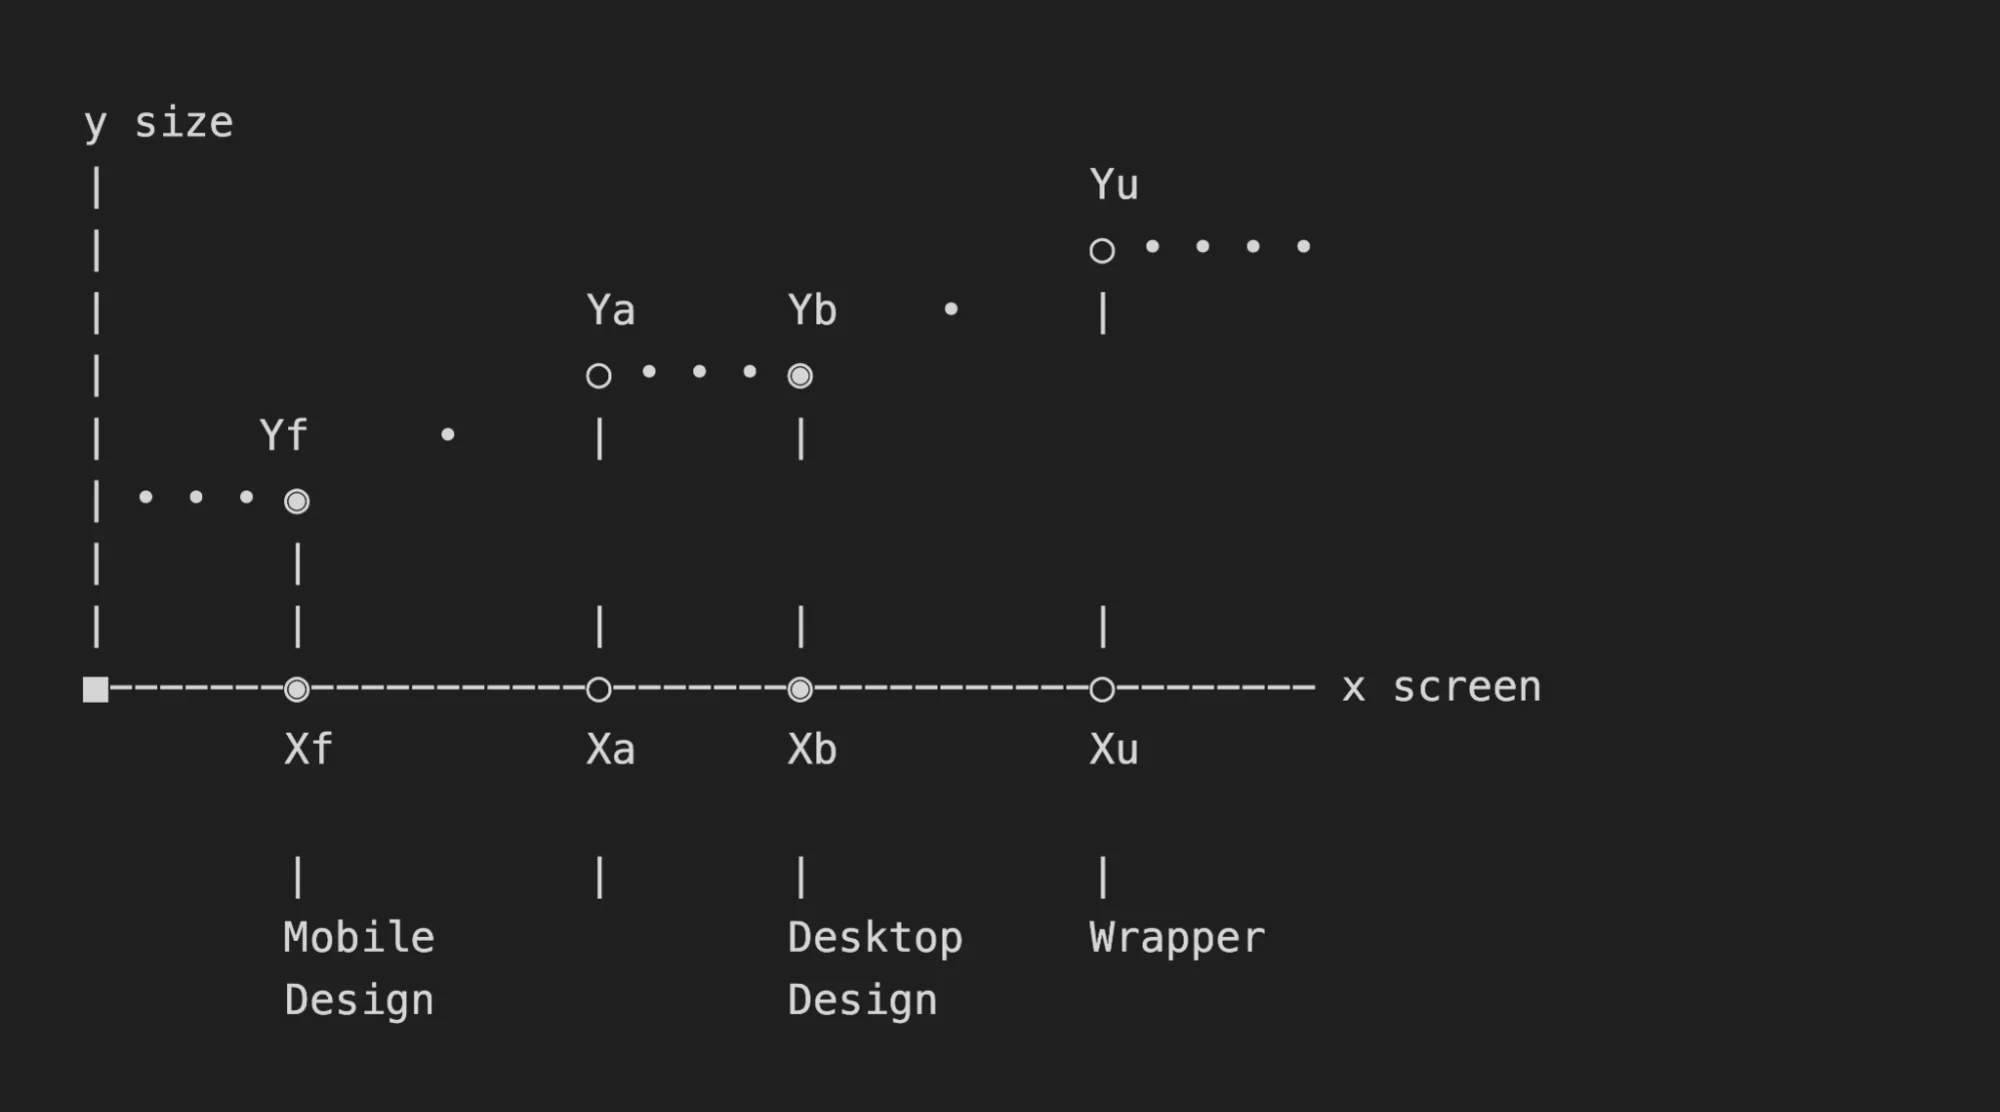 y size
Yu
Ya Yb
Yf
x screen
Xf Xa Xb Xu
Mobile Desktop Wrapper
Design Design